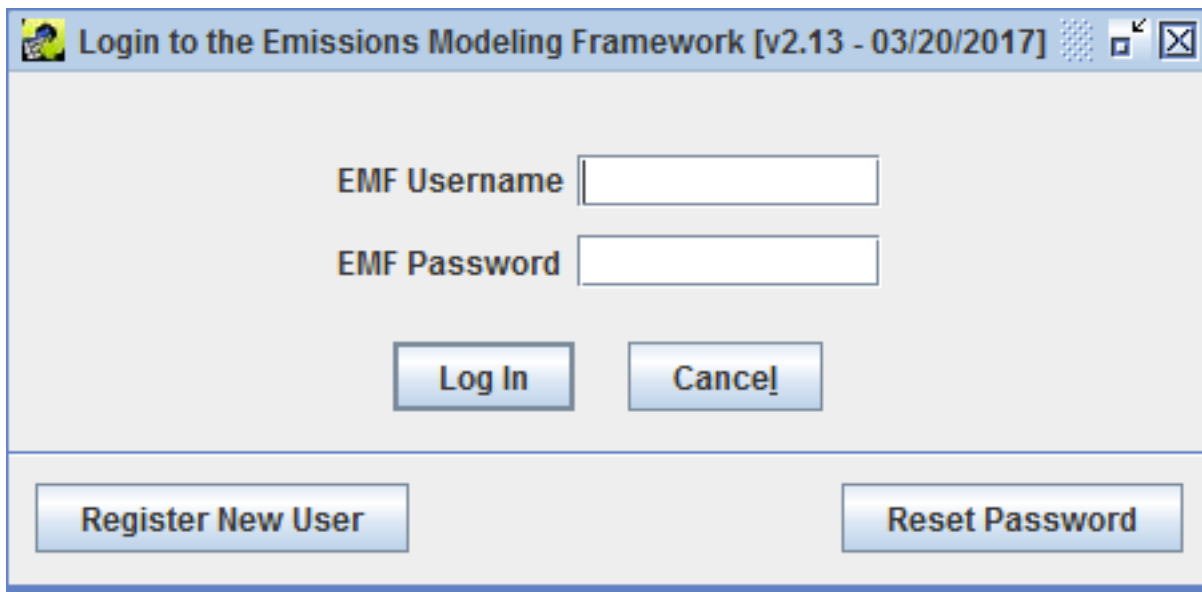 Login to the Emissions Modeling Framework [v2.13 - 03/20/2017]
EMF Username
EMF Password
Log In Cancel
Register New User Reset Password